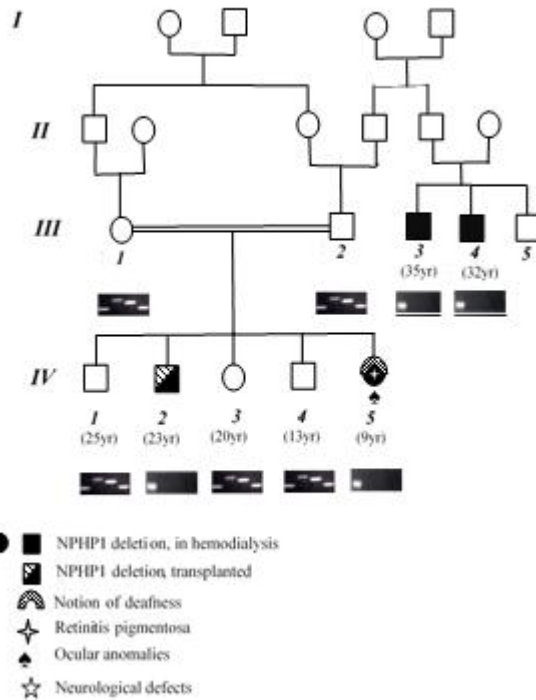 I
II
III
1 2 3 4 5
(35yr) (32yr)
IV
1 2 3 4 5
(25yr) (23yr) (20yr) (13yr) (9yr)
NPHP1 deletion, in hemodialysis
NPHP1 deletion, transplanted
Notion of deafness
Retinitis pigmentosa
Ocular anomalies
Neurological defects